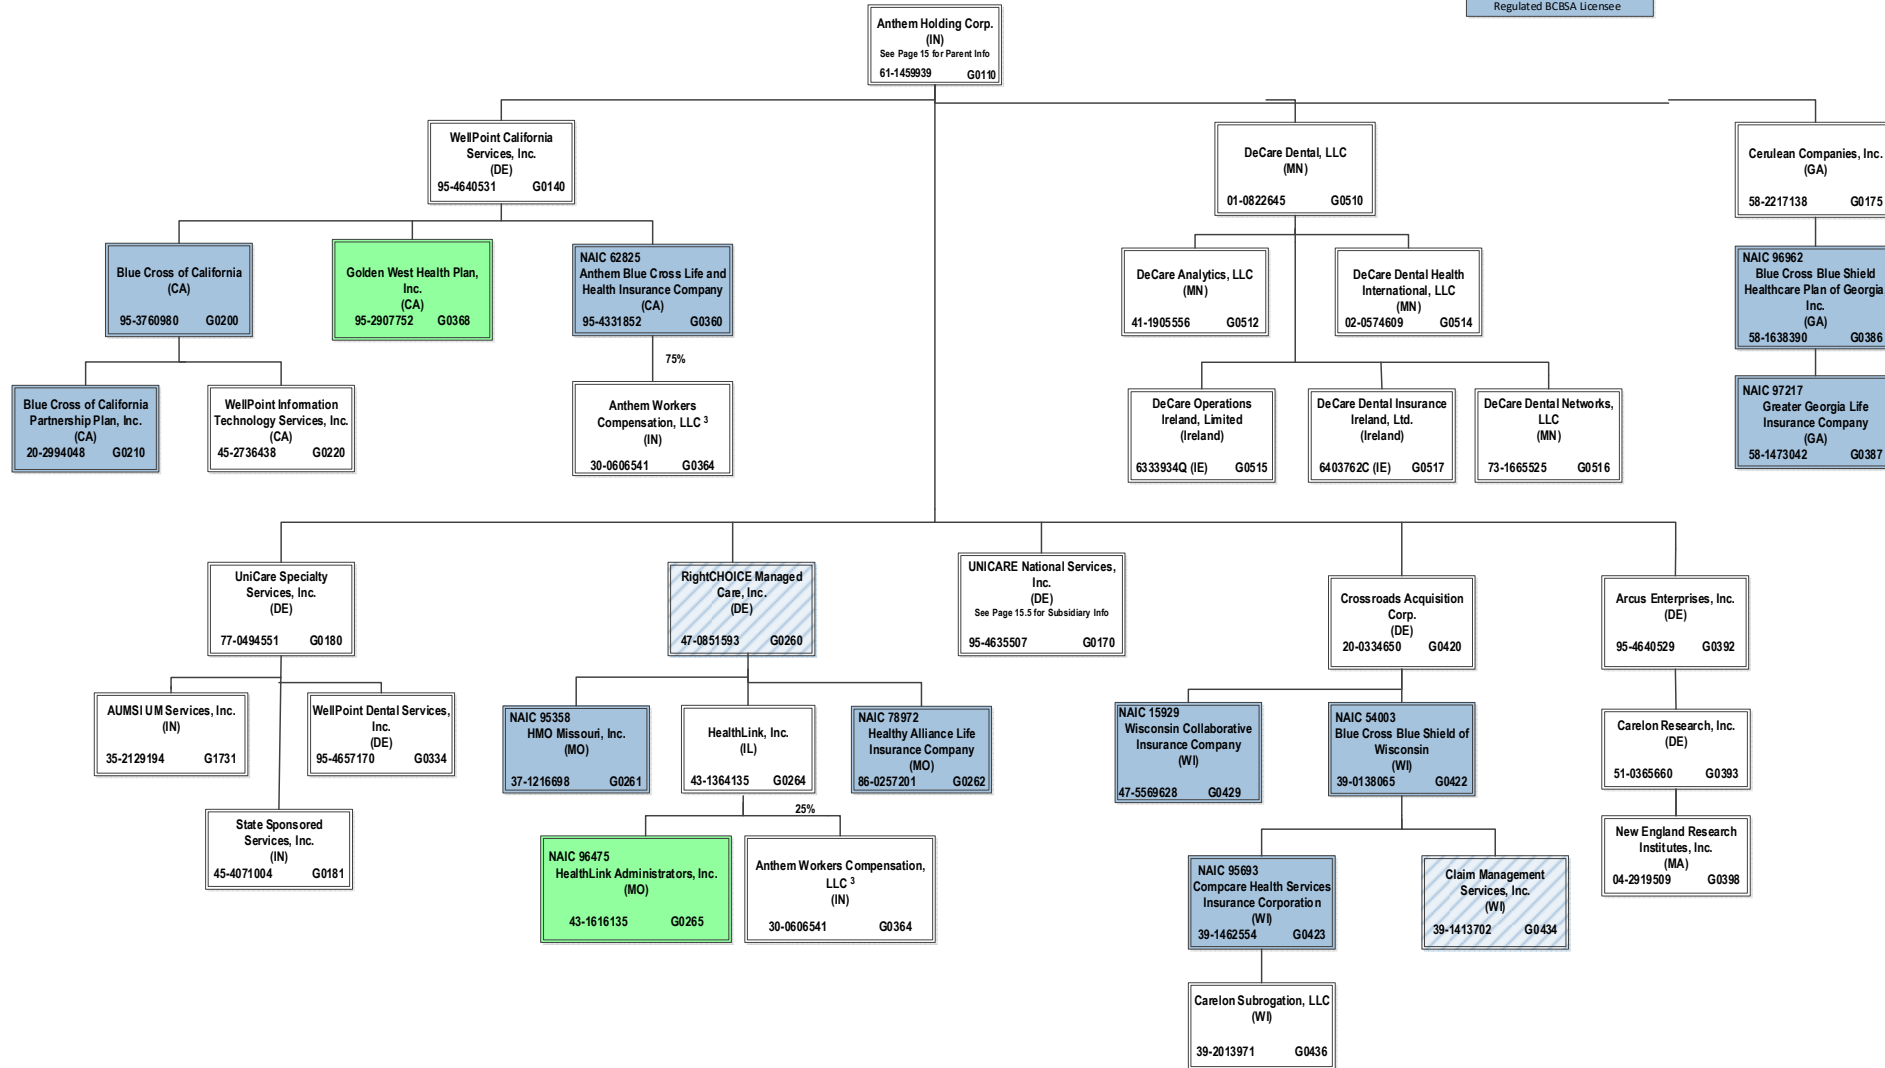 Regulated BCBSA Licensee
Anthem Holding Corp.
(IN)
See Page 15 for Parent Info
61-1459939 G0110
WellPoint California
Services, Inc.
(DE)
95-4640531 G0140
DeCare Dental, LLC
(MN)
01-0822645 G0510
Cerulean Companies, Inc.
(GA)
58-2217138 G0175
Blue Cross of California
(CA)
95-3760980 G0200
Golden West Health Plan,
Inc.
(CA)
95-2907752 G0368
NAIC 62825
Anthem Blue Cross Life and
Health Insurance Company
(CA)
95-4331852 G0360
DeCare Analytics, LLC
(MN)
41-1905556 G0512
DeCare Dental Health
International, LLC
(MN)
02-0574609 G0514
NAIC 96962
Blue Cross Blue Shield
Healthcare Plan of Georgia
Inc.
(GA)
58-1638390 G0386
75%
Blue Cross of California
Partnership Plan, Inc.
(CA)
20-2994048 G0210
WellPoint Information
Technology Services, Inc.
(CA)
45-2736438 G0220
Anthem Workers
Compensation, LLC 3
(IN)
30-0606541 G0364
DeCare Operations
Ireland, Limited
(Ireland)
6333934Q (IE) G0515
DeCare Dental Insurance
Ireland, Ltd.
(Ireland)
6403762C (IE) G0517
DeCare Dental Networks,
LLC
(MN)
73-1665525 G0516
NAIC 97217
Greater Georgia Life
Insurance Company
(GA)
58-1473042 G0387
UniCare Specialty
Services, Inc.
(DE)
77-0494551 G0180
RightCHOICE Managed
Care, Inc.
(DE)
47-0851593 G0260
UNICARE National Services,
Inc.
(DE)
See Page 15.5 for Subsidiary Info
95-4635507 G0170
Crossroads Acquisition
Corp.
(DE)
20-0334650 G0420
Arcus Enterprises, Inc.
(DE)
95-4640529 G0392
AUMSI UM Services, Inc.
(IN)
35-2129194 G1731
WellPoint Dental Services,
Inc.
(DE)
95-4657170 G0334
NAIC 95358
HMO Missouri, Inc.
(MO)
37-1216698 G0261
HealthLink, Inc.
(IL)
43-1364135 G0264
NAIC 78972
Healthy Alliance Life
Insurance Company
(MO)
86-0257201 G0262
NAIC 15929
Wisconsin Collaborative
Insurance Company
(WI)
47-5569628 G0429
NAIC 54003
Blue Cross Blue Shield of
Wisconsin
(WI)
39-0138065 G0422
Carelon Research, Inc.
(DE)
51-0365660 G0393
25%
State Sponsored
Services, Inc.
(IN)
45-4071004 G0181
NAIC 96475
HealthLink Administrators, Inc.
(MO)
43-1616135 G0265
Anthem Workers Compensation,
LLC 3
(IN)
30-0606541 G0364
NAIC 95693
Compcare Health Services
Insurance Corporation
(WI)
39-1462554 G0423
Claim Management
Services, Inc.
(WI)
39-1413702 G0434
New England Research
Institutes, Inc.
(MA)
04-2919509 G0398
Carelon Subrogation, LLC
(WI)
39-2013971 G0436